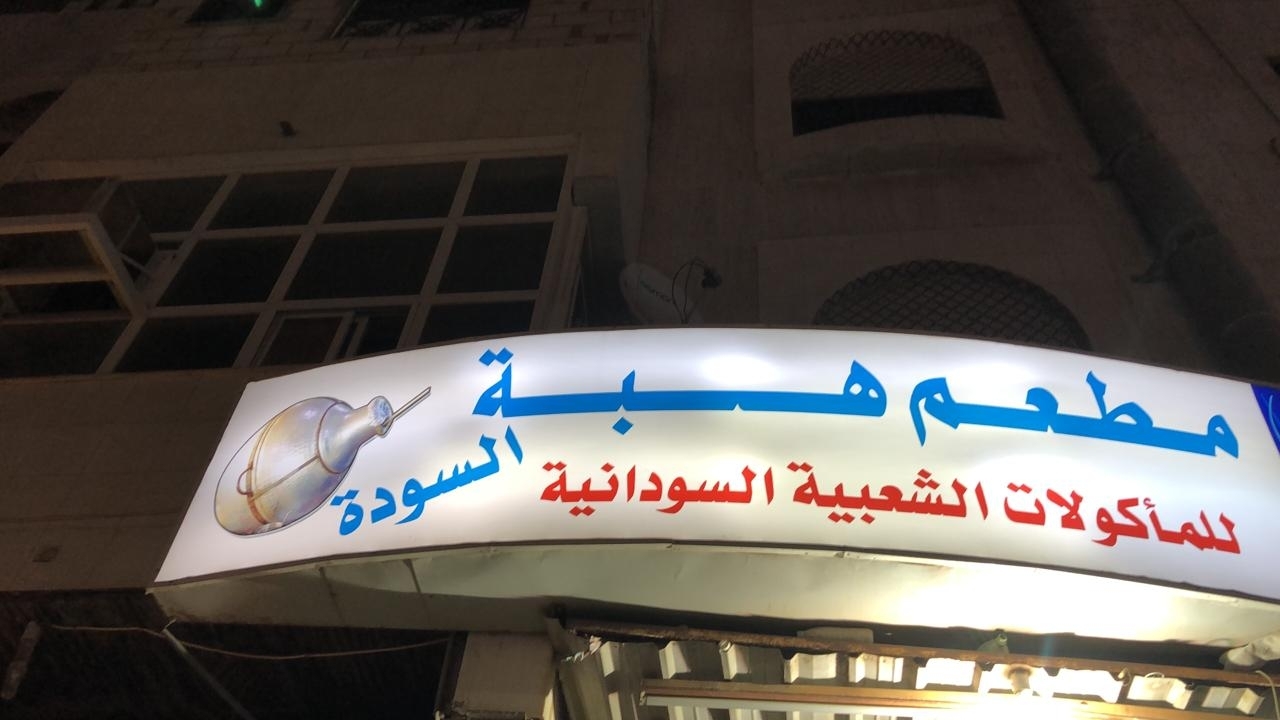 مطعم هبة
السودة
للمأكولات الشعبية السودانية